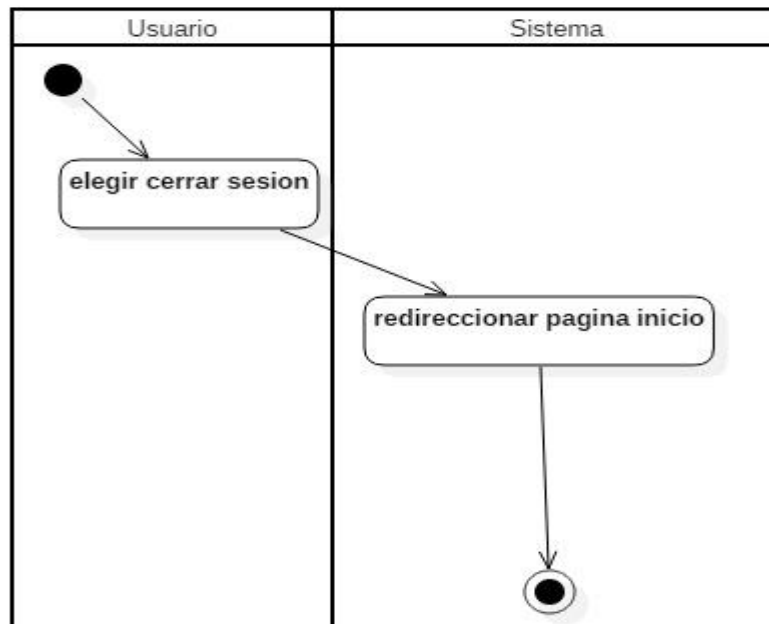 Usuario
Sistema
elegir cerrar sesion
redireccionar pagina inicio